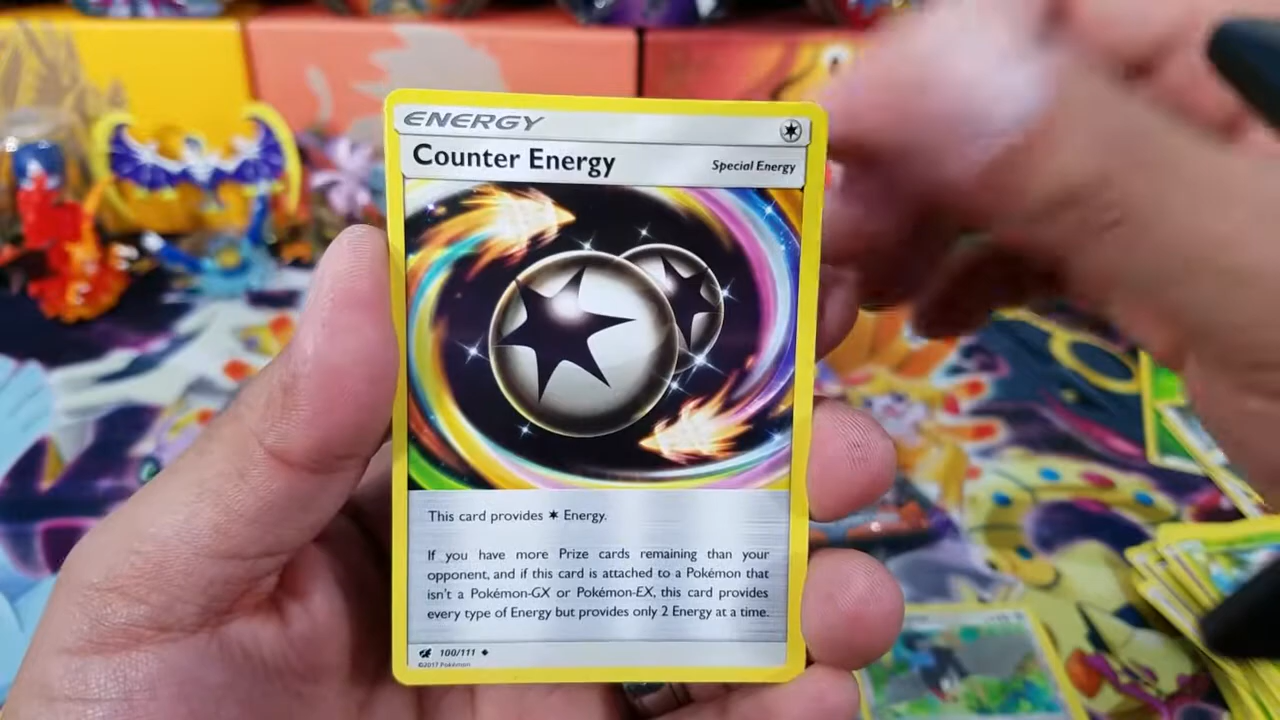 ENERGY
Counter Energy
Special Energy
This card provides ✴ Energy.
If you have more Prize cards remaining than your
opponent, and if this card is attached to a Pokémon that
isn't a Pokémon-GX or Pokémon-EX, this card provides
every type of Energy but provides only 2 Energy at a time.
100/111 ◆
©2017 Pokémon